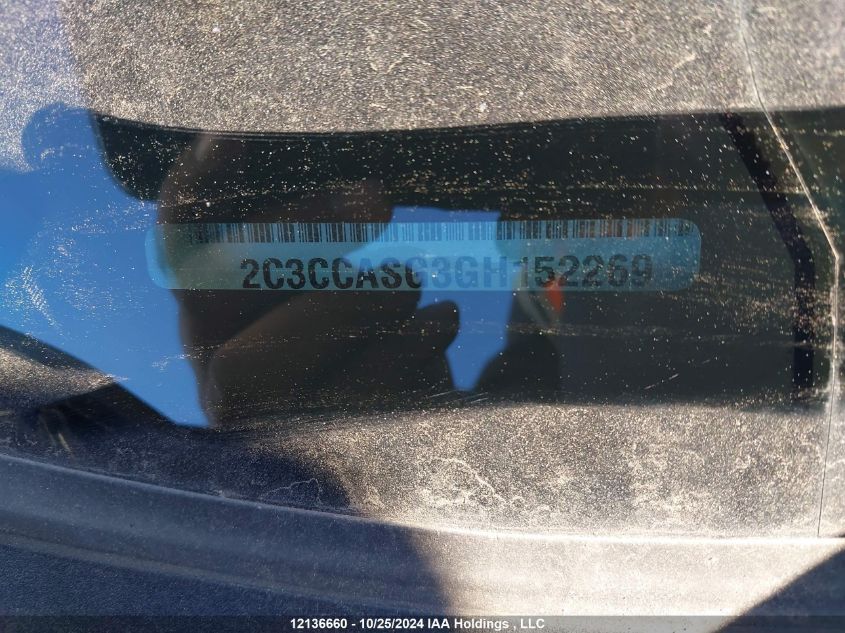 2C3CCASG3GH152269
12136660 - 10/25/2024 IAA Holdings , LLC